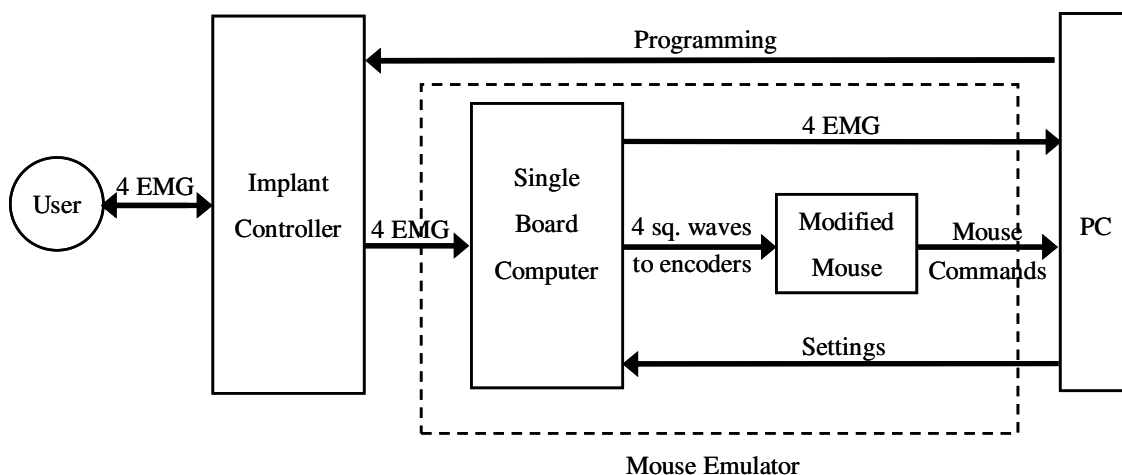 Programming
4 EMG
User
4 EMG
Implant
Controller
4 EMG
Single
Board
Computer
4 sq. waves
to encoders
Modified
Mouse
Mouse
Commands
PC
Settings
Mouse Emulator